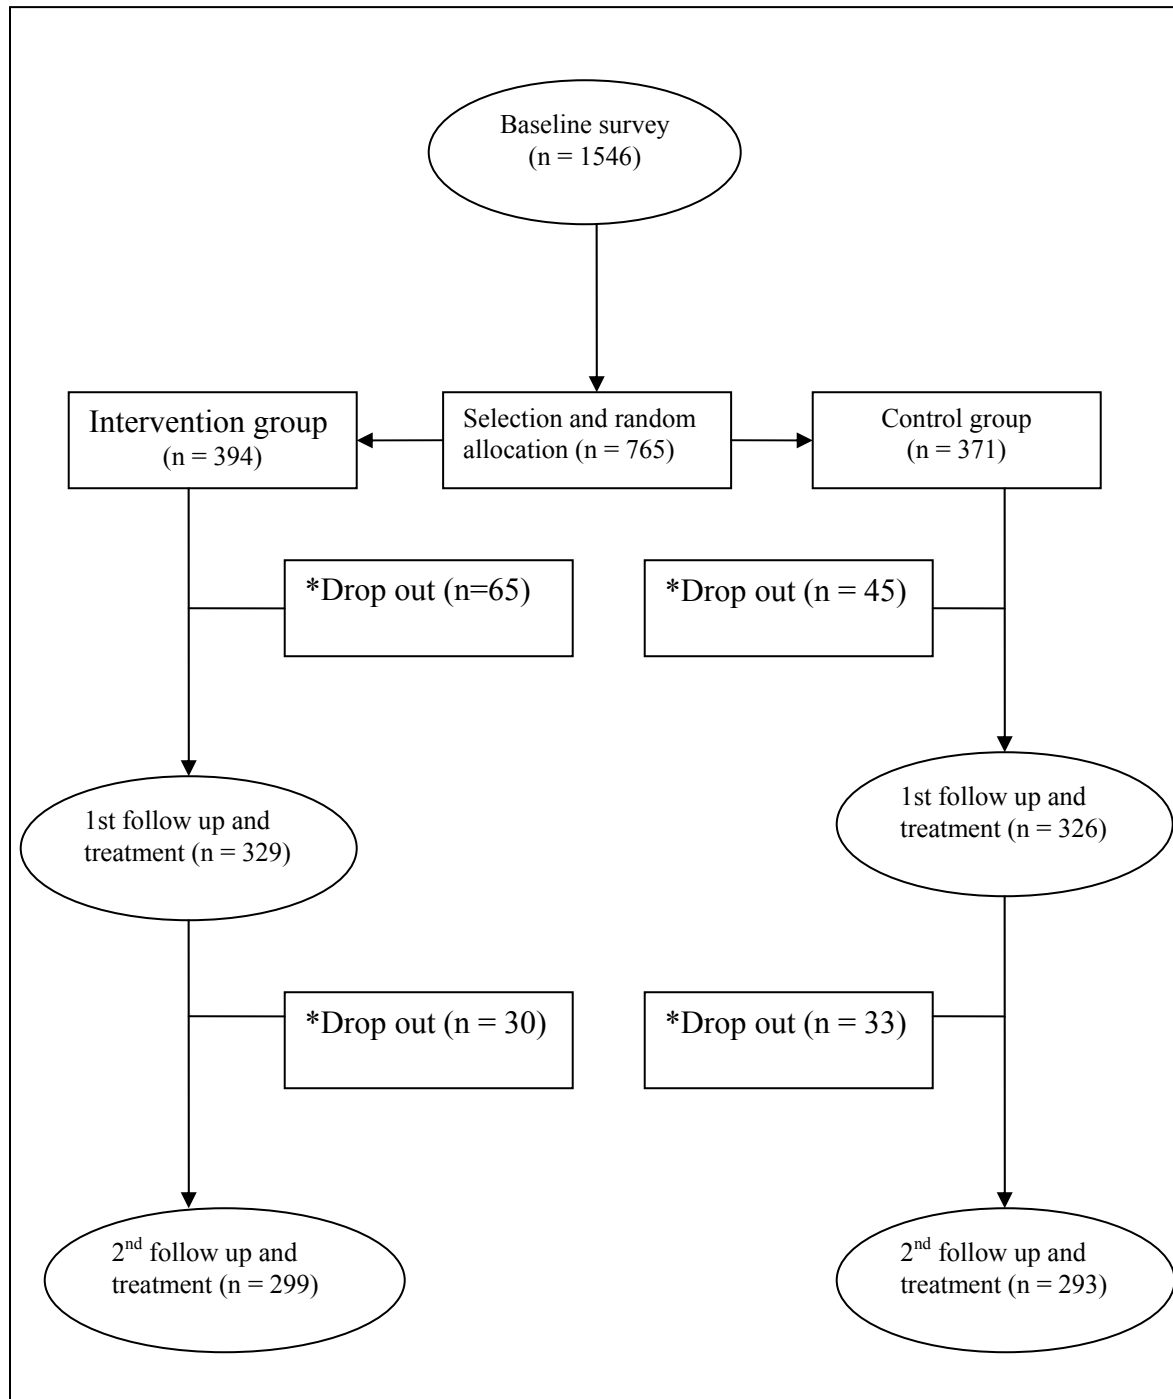 Baseline survey
(n = 1546)
Intervention group
(n = 394)
Selection and random
allocation (n = 765)
Control group
(n = 371)
*Drop out (n=65)
*Drop out (n = 45)
1st follow up and
treatment (n = 329)
1st follow up and
treatment (n = 326)
*Drop out (n = 30)
*Drop out (n = 33)
2nd follow up and
treatment (n = 299)
2nd follow up and
treatment (n = 293)